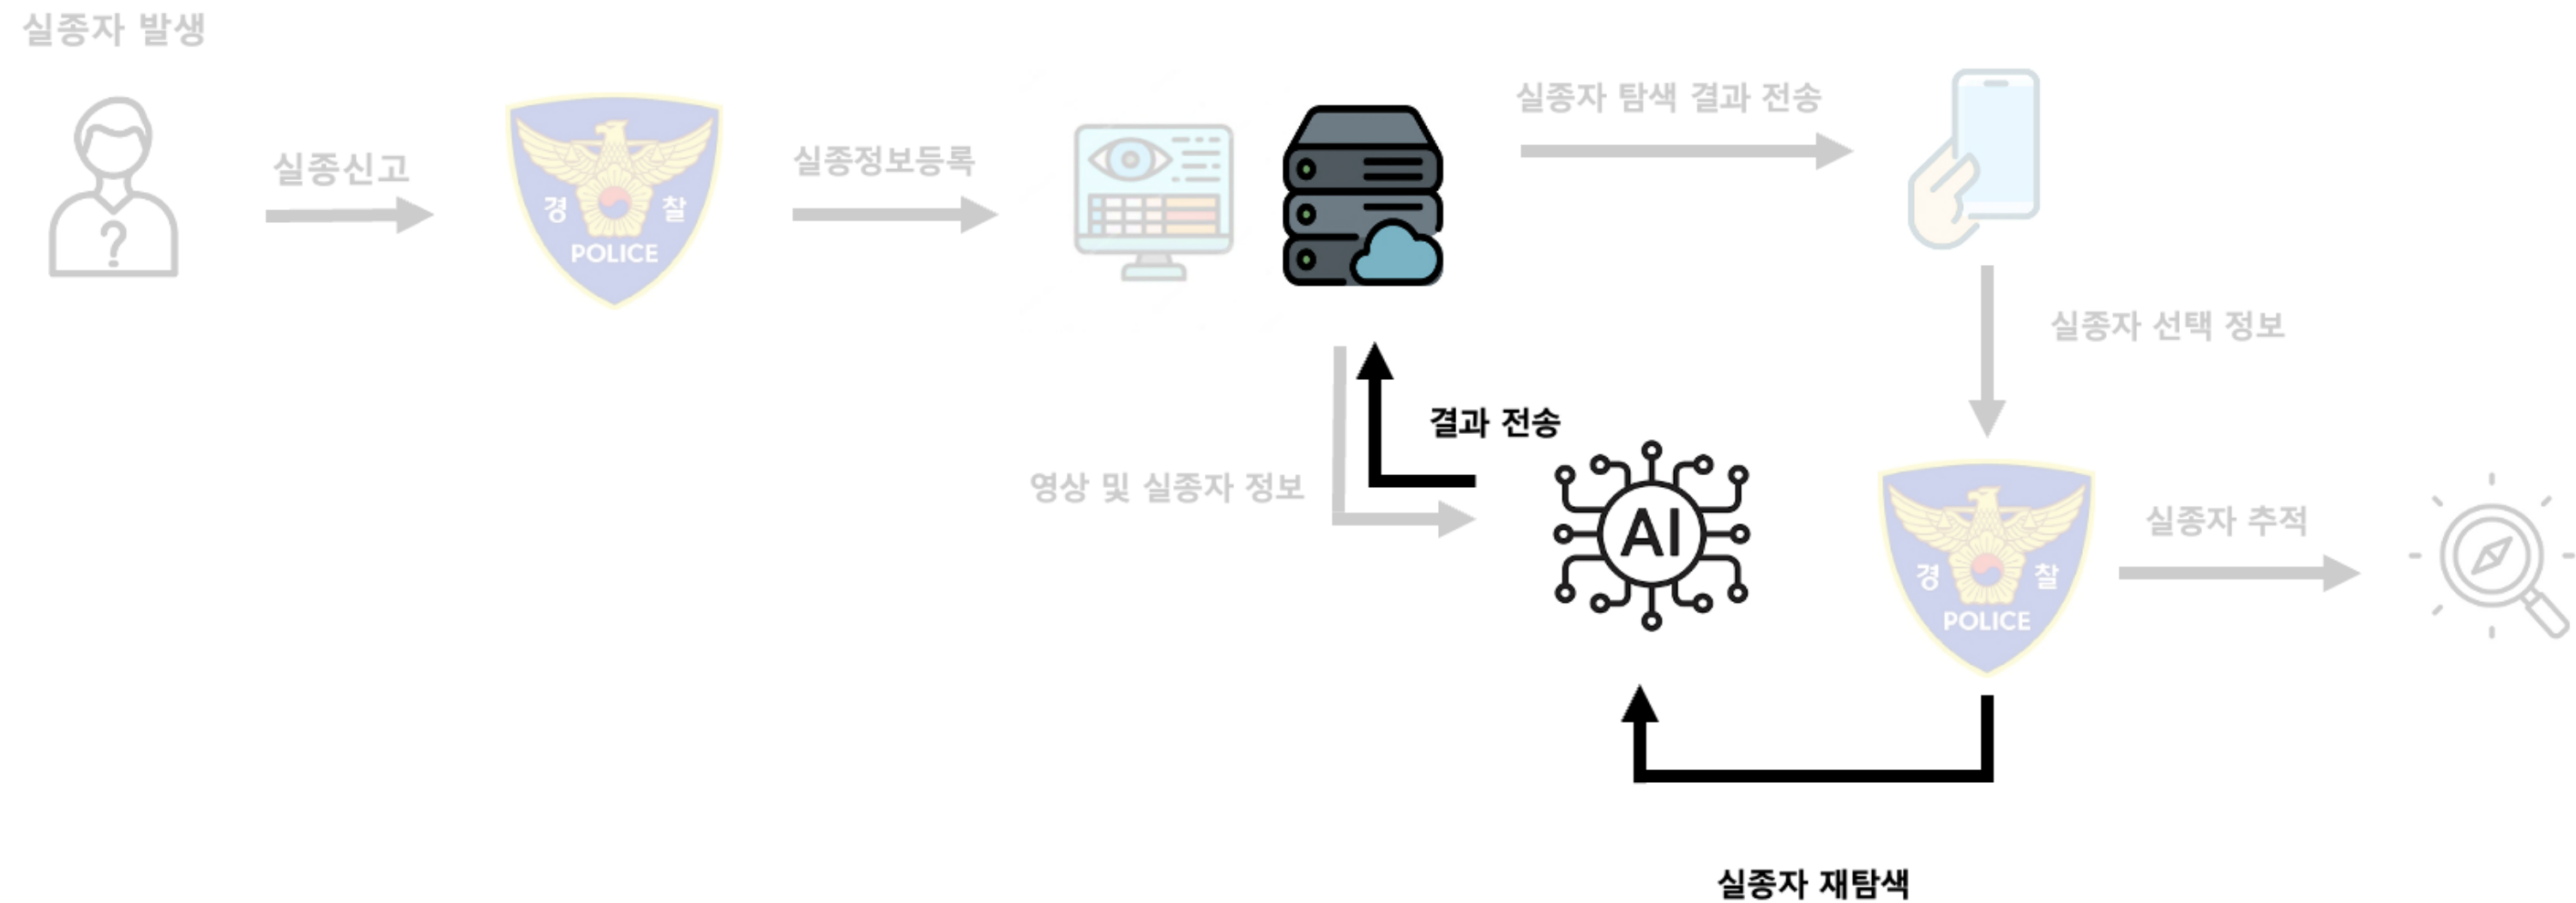 실종자 발생
실종신고
경 찰
POLICE
실종정보등록
실종자 탐색 결과 전송
실종자 선택 정보
결과 전송
영상 및 실종자 정보
AI
경 찰
POLICE
실종자 추적
실종자 재탐색